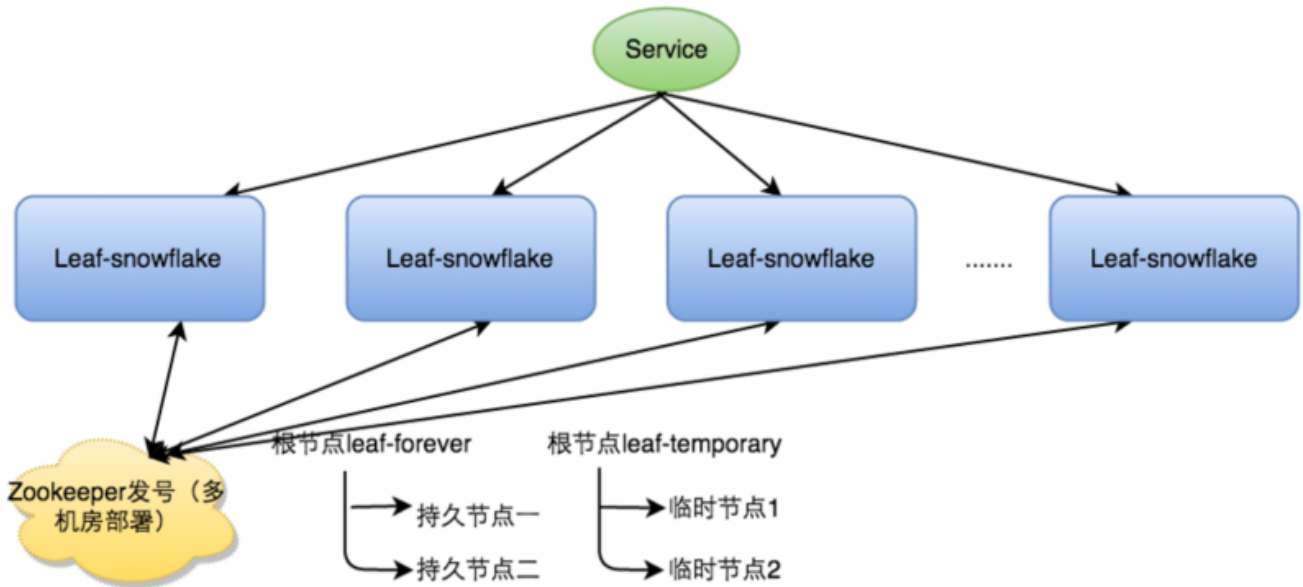 Service
Leaf-snowflake
Leaf-snowflake
Leaf-snowflake
.......
Leaf-snowflake
根节点leaf-forever
根节点leaf-temporary
Zookeeper发号（多
机房部署）
持久节点一
临时节点1
持久节点二
临时节点2